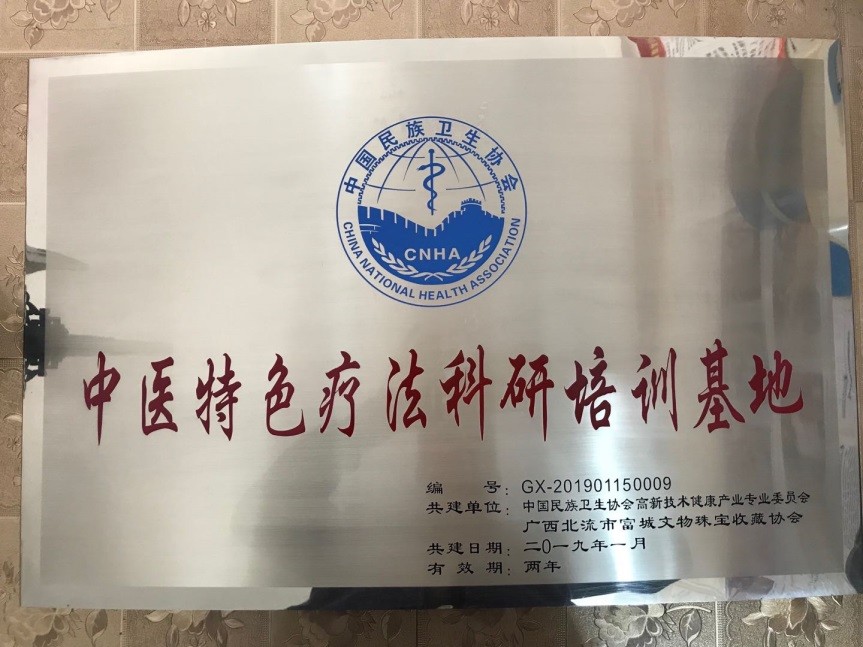 中国民族卫生协会
CNHA
CHINA NATIONAL HEALTH ASSOCIATION
中医特色疗法科研培训基地
编 号：GX-201901150009
共建单位：中国民族卫生协会高新技术健康产业专业委员会
广西北流市富城文物珠宝收藏协会
共建日期：二0一九年一月
有 效 期：两年